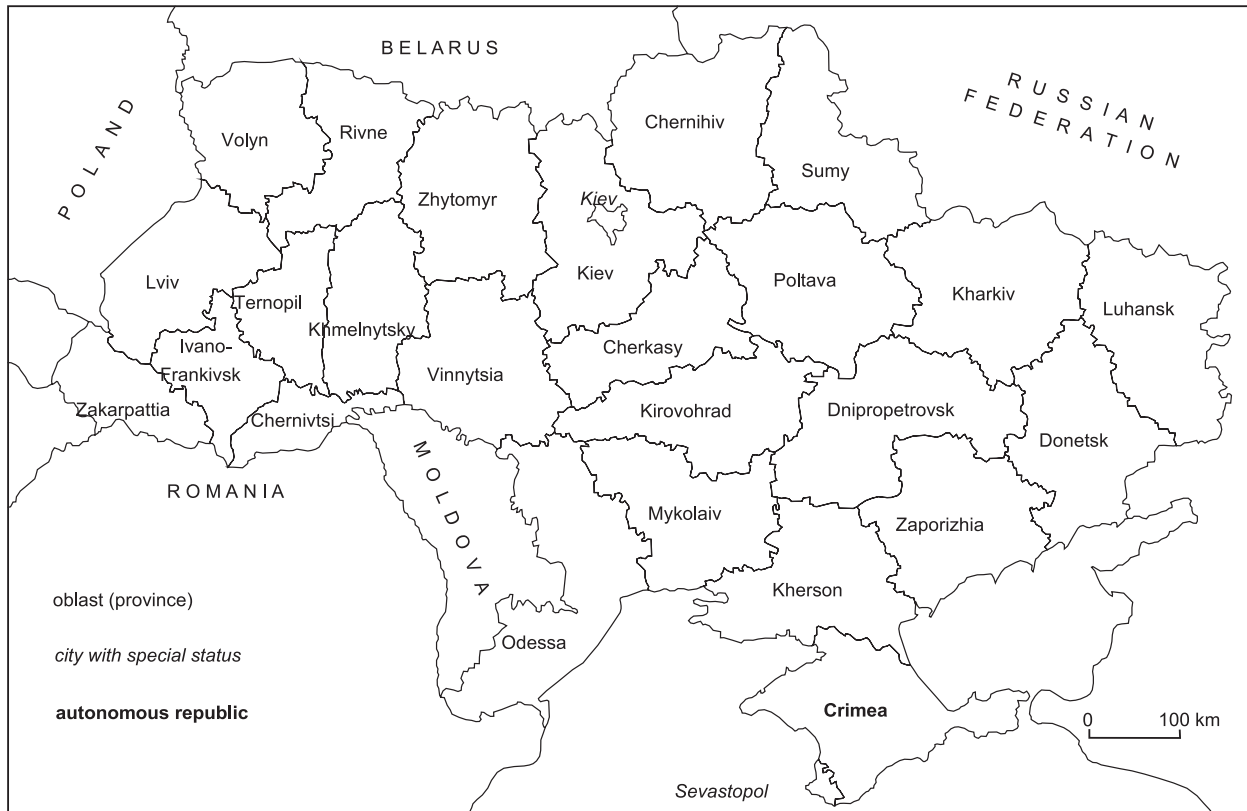 BELARUS
RUSSIAN
FEDERATION
POLAND
Chernihiv
Volyn
Rivne
Sumy
Zhytomyr
Kiev
Kiev
Lviv
Ternopil
Poltava
Kharkiv
Luhansk
Khmelnytsky
Ivano-
Frankivsk
Cherkasy
Vinnytsia
Zakarpattia
Chernivtsi
Kirovohrad
Dnipropetrovsk
Donetsk
ROMANIA
MOLDOVA
Mykolaiv
Zaporizhia
Kherson
Odessa
oblast (province)
city with special status
autonomous republic
Crimea
0 100 km
Sevastopol